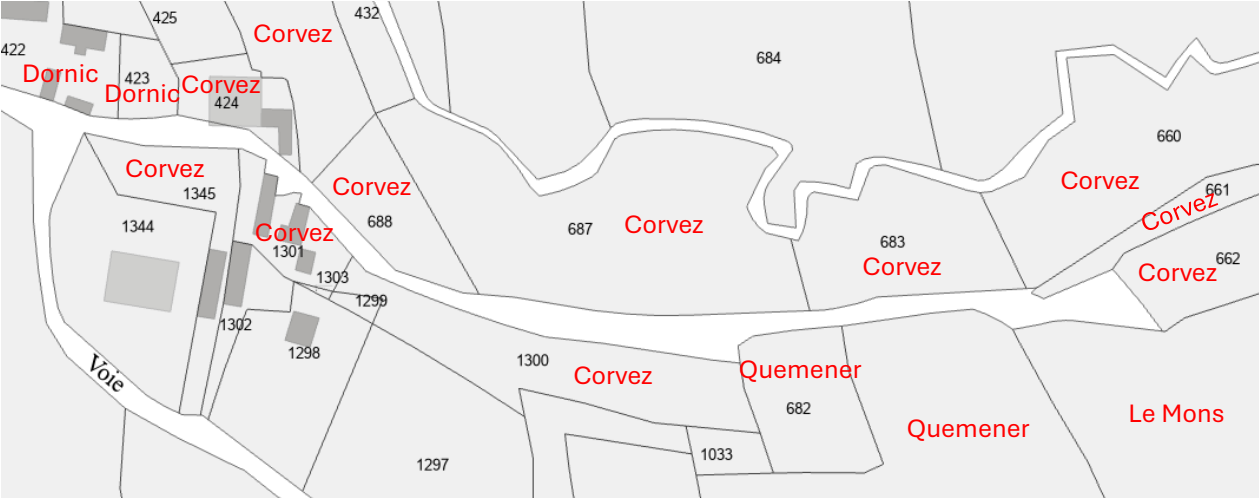 425
432
Corvez
422
684
Dornic
423
Dornic
Corvez
424
660
Corvez
1345
Corvez
688
Corvez
661
Corvez
1344
687
Corvez
Corvez
1301
683
Corvez
662
Corvez
1303
1299
1302
1298
Voie
1300
Corvez
Quemener
682
Quemener
Le Mons
1297
1033